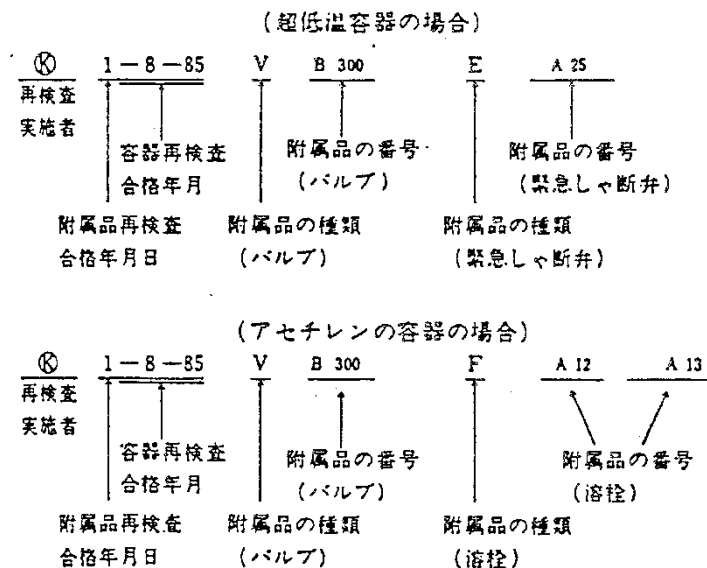 (超低温容器の場合)
Ⓚ 1-8-85 V B 300 E A 25
再検査
実施者
容器再検査
合格年月
附属品の番号
(バルブ)
附属品の番号
(緊急しゃ断弁)
附属品再検査
合格年月日
附属品の種類
(バルブ)
附属品の種類
(緊急しゃ断弁)
(アセチレンの容器の場合)
Ⓚ 1-8-85 V B 300 F A 12 A 13
再検査
実施者
容器再検査
合格年月
附属品の番号
(バルブ)
附属品の番号
(溶栓)
附属品再検査
合格年月日
附属品の種類
(バルブ)
附属品の種類
(溶栓)